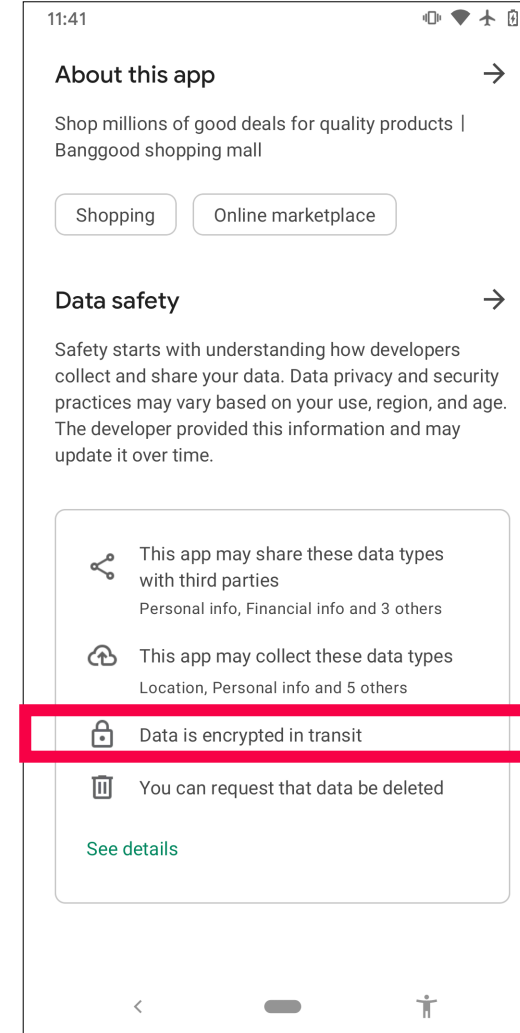 11:41
About this app
Shop millions of good deals for quality products |
Banggood shopping mall
Shopping
Online marketplace
Data safety
Safety starts with understanding how developers
collect and share your data. Data privacy and security
practices may vary based on your use, region, and age.
The developer provided this information and may
update it over time.
This app may share these data types
with third parties
Personal info, Financial info and 3 others
This app may collect these data types
Location, Personal info and 5 others
Data is encrypted in transit
You can request that data be deleted
See details